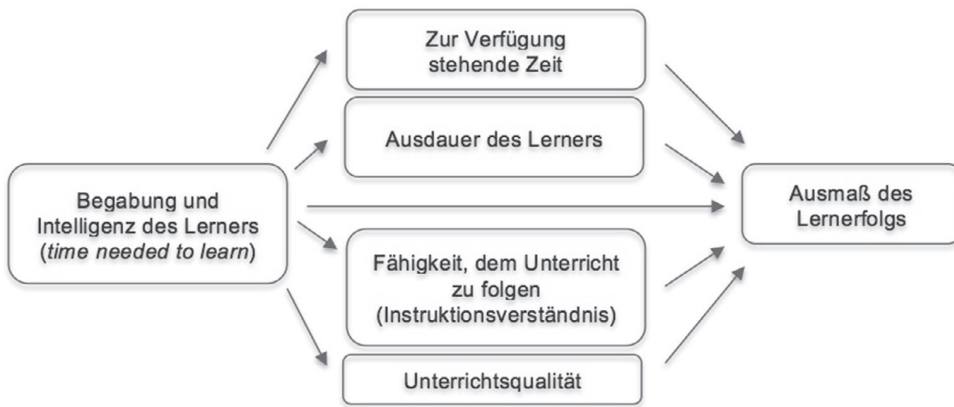 Zur Verfügung
stehende Zeit
Ausdauer des Lerners
Begabung und
Intelligenz des Lerners
(time needed to learn)
Ausmaß des
Lernerfolgs
Fähigkeit, dem Unterricht
zu folgen
(Instruktionsverständnis)
Unterrichtsqualität